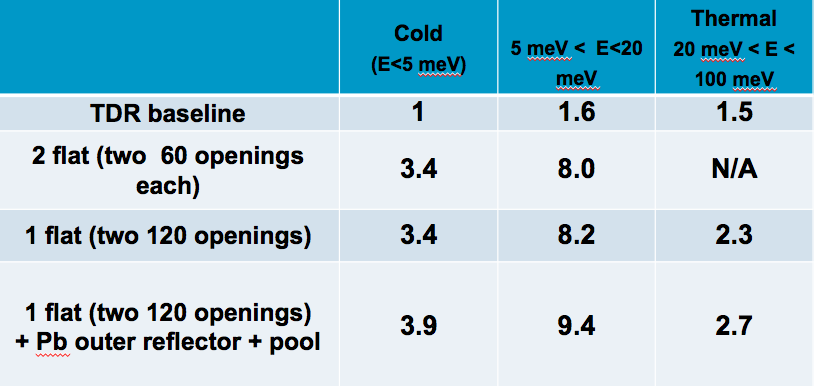 Cold
(E<5 meV)
5 meV < E<20
meV
Thermal
20 meV < E <
100 meV
TDR baseline
1
1.6
1.5
2 flat (two 60 openings
each)
3.4
8.0
N/A
1 flat (two 120 openings)
3.4
8.2
2.3
1 flat (two 120 openings)
+ Pb outer reflector + pool
3.9
9.4
2.7